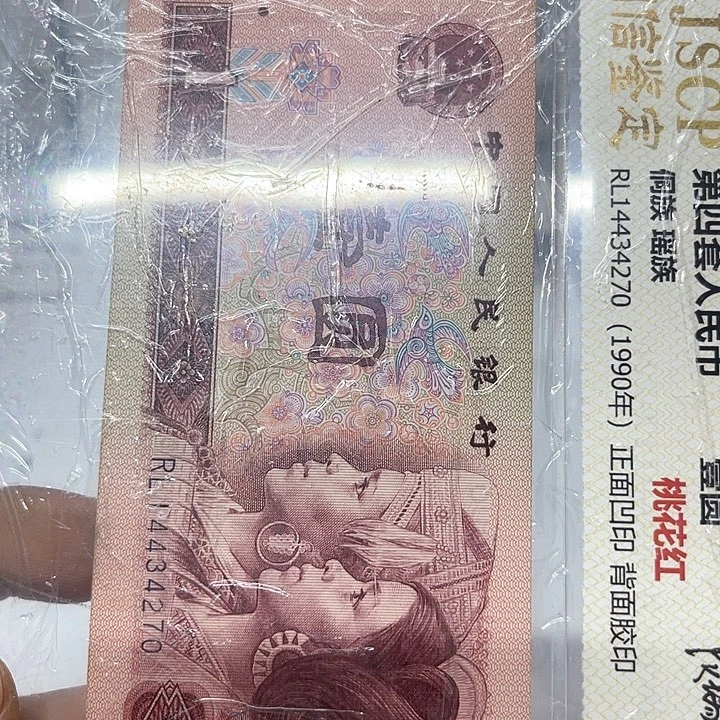 JSCP
信鉴定
第四套人民币 壹圆
侗族 瑶族 桃花红
RL14434270（1990年）正面凹印 背面胶印
中国人民银行
壹圆
RL14434270